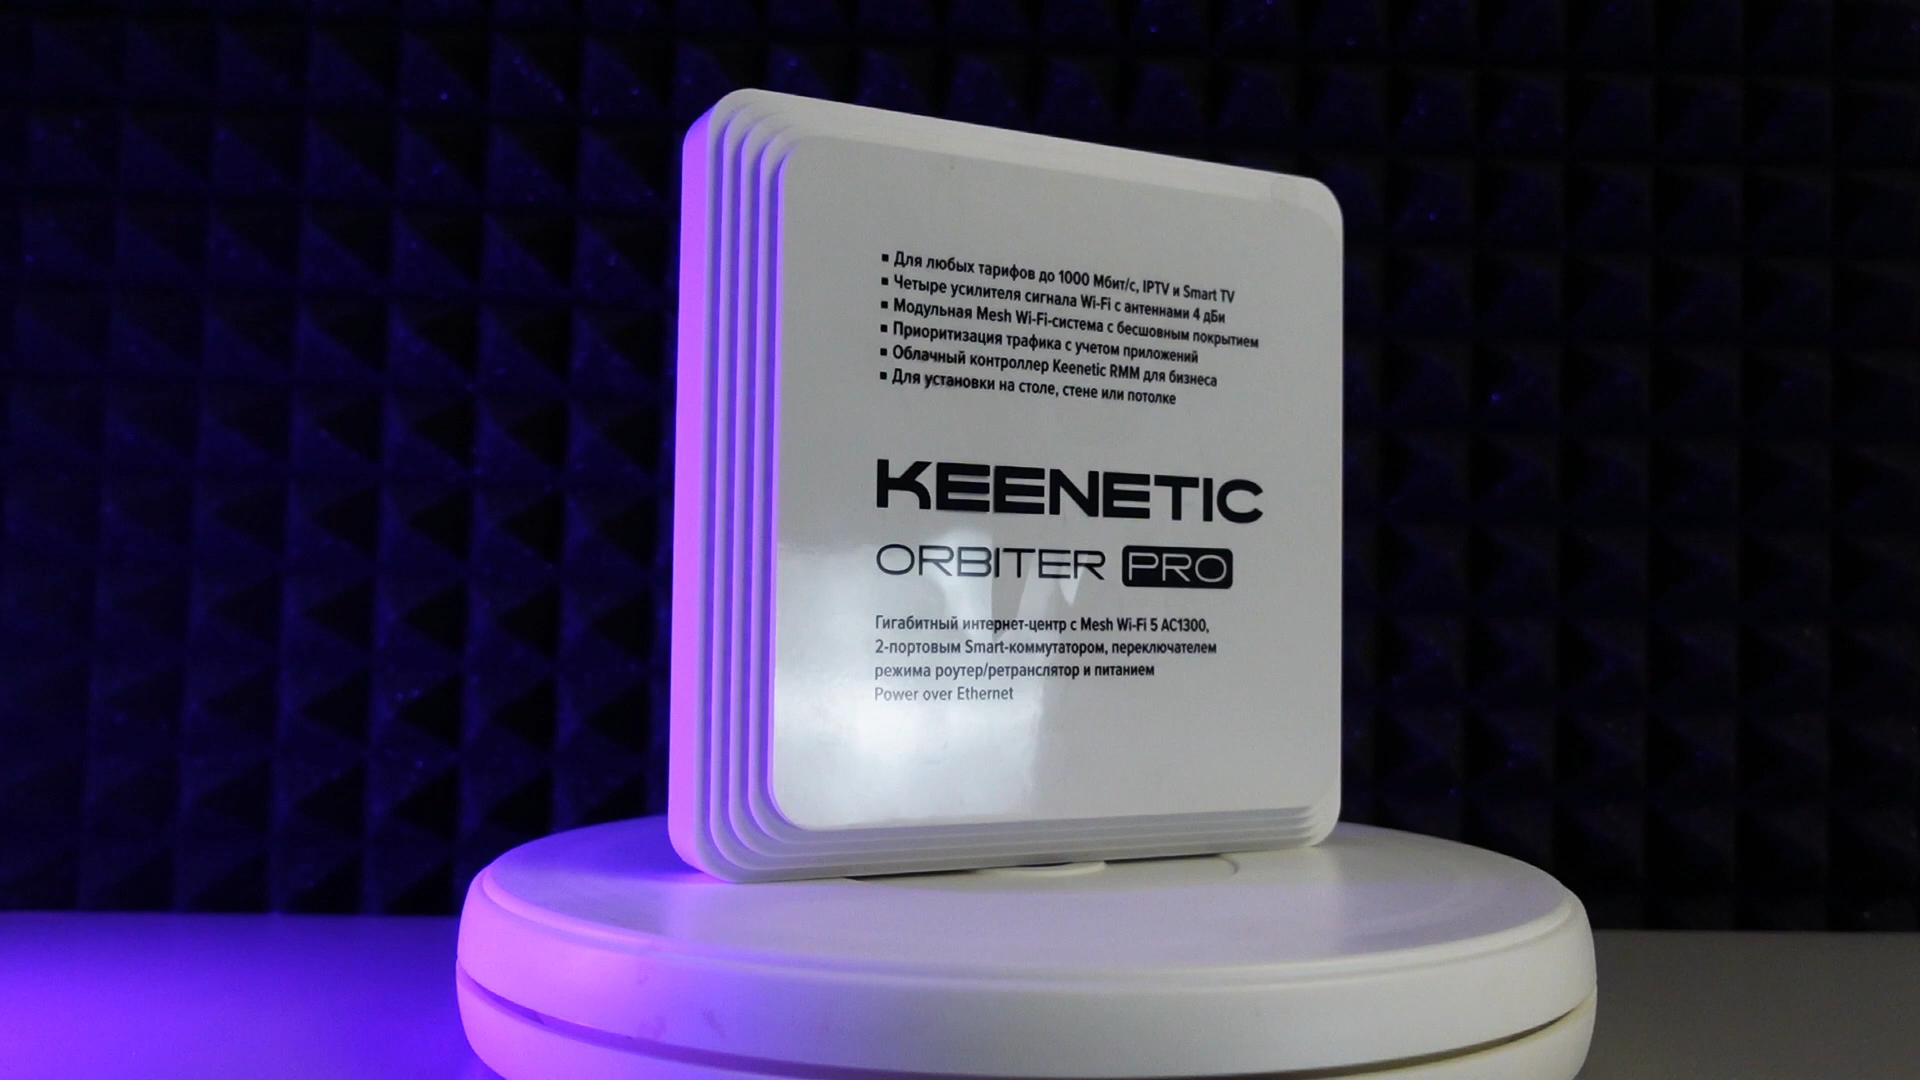 ▪ Для любых тарифов до 1000 Мбит/с, IPTV и Smart TV
▪ Четыре усилителя сигнала Wi-Fi с антеннами 4 дБи
▪ Модульная Mesh Wi-Fi-система с бесшовным покрытием
▪ Приоритизация трафика с учетом приложений
▪ Облачный контроллер Keenetic RMM для бизнеса
▪ Для установки на столе, стене или потолке
KEENETIC
ORBITER PRO
Гигабитный интернет-центр с Mesh Wi-Fi 5 AC1300,
2-портовым Smart-коммутатором, переключателем
режима роутер/ретранслятор и питанием
Power over Ethernet